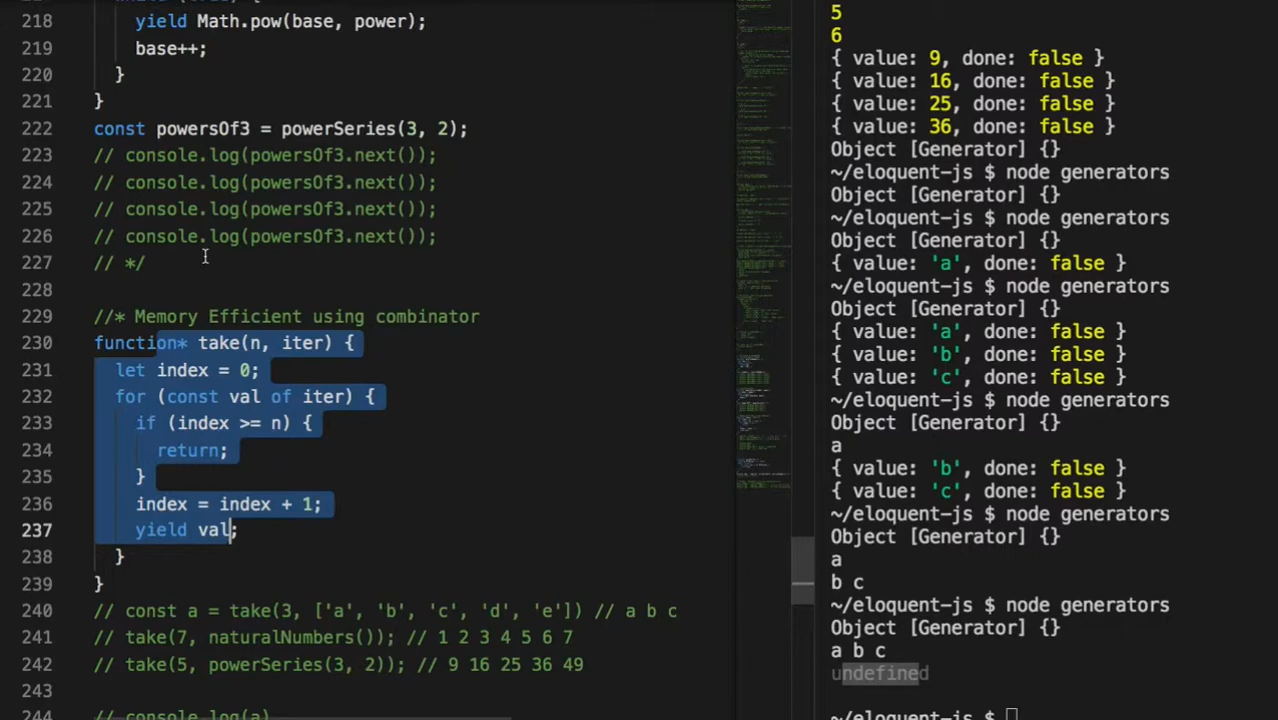 218 yield Math.pow(base, power);
219 base++;
220 }
221 }
222 const powersOf3 = powerSeries(3, 2);
223 // console.log(powersOf3.next());
224 // console.log(powersOf3.next());
225 // console.log(powersOf3.next());
226 // console.log(powersOf3.next());
227 // */
228
229 //* Memory Efficient using combinator
230 function* take(n, iter) {
231 let index = 0;
232 for (const val of iter) {
233 if (index >= n) {
234 return;
235 }
236 index = index + 1;
237 yield val;
238 }
239 }
240 // const a = take(3, ['a', 'b', 'c', 'd', 'e']) // a b c
241 // take(7, naturalNumbers()); // 1 2 3 4 5 6 7
242 // take(5, powerSeries(3, 2)); // 9 16 25 36 49
243
244 // console.log(a)
5
6
{ value: 9, done: false }
{ value: 16, done: false }
{ value: 25, done: false }
{ value: 36, done: false }
Object [Generator] {}
~/eloquent-js $ node generators
Object [Generator] {}
~/eloquent-js $ node generators
Object [Generator] {}
{ value: 'a', done: false }
~/eloquent-js $ node generators
Object [Generator] {}
{ value: 'a', done: false }
{ value: 'b', done: false }
{ value: 'c', done: false }
~/eloquent-js $ node generators
Object [Generator] {}
a
{ value: 'b', done: false }
{ value: 'c', done: false }
~/eloquent-js $ node generators
Object [Generator] {}
a
b c
~/eloquent-js $ node generators
Object [Generator] {}
a b c
undefined
~/eloquent-js $